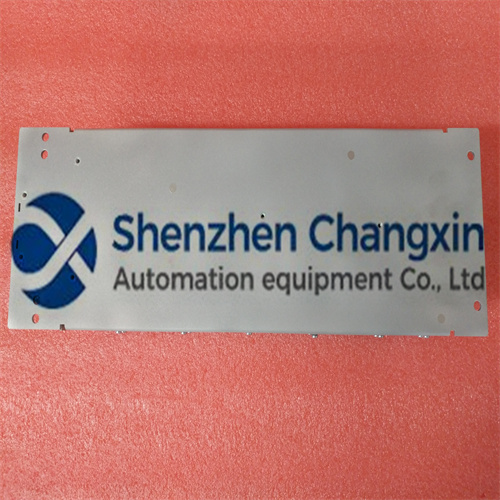 Shenzhen Changxin
Automation equipment Co., Ltd